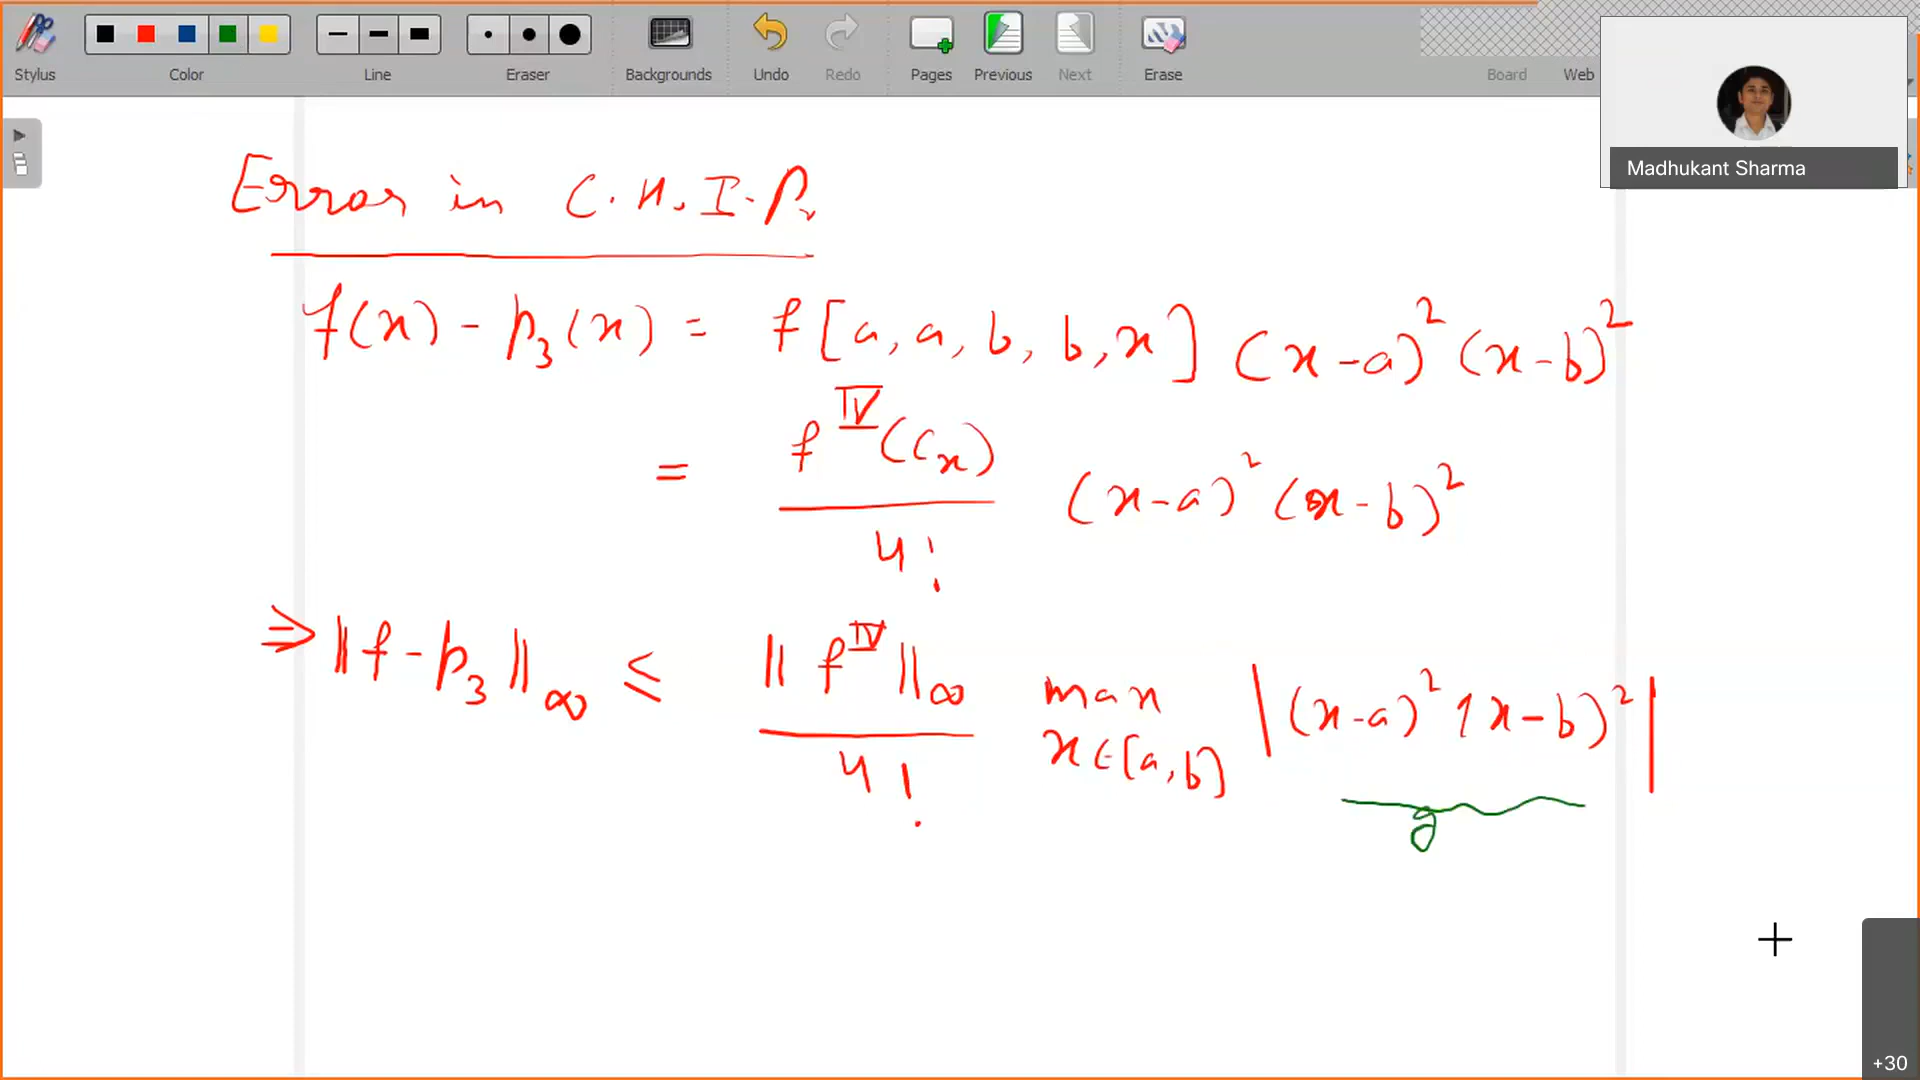 Stylus Color Line Eraser Backgrounds Undo Redo Pages Previous Next Erase Board Web
Madhukant Sharma
Error in C.H.I.P.
f(x) - p₃(x) = f[a, a, b, b, x] (x-a)² (x-b)²
= f^IV(c_x) / 4! (x-a)² (x-b)²
⇒ ‖f - p₃‖∞ ≤ ‖f^IV‖∞ / 4! max x∈[a,b] |(x-a)² (x-b)²|
g
+30